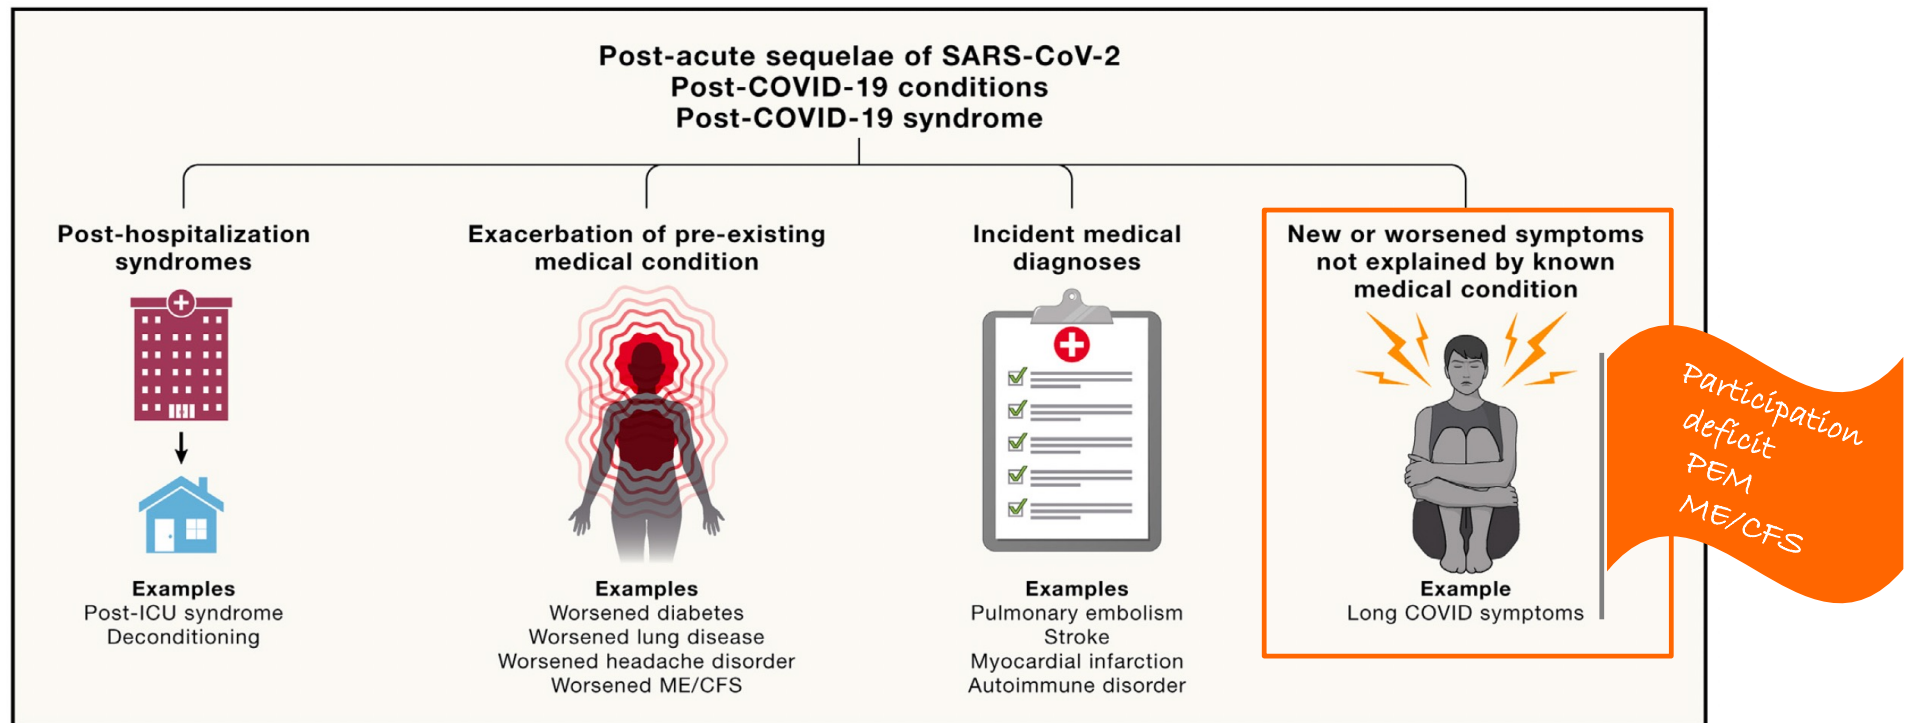 Post-acute sequelae of SARS-CoV-2
Post-COVID-19 conditions
Post-COVID-19 syndrome
Post-hospitalization
syndromes
Examples
Post-ICU syndrome
Deconditioning
Exacerbation of pre-existing
medical condition
Examples
Worsened diabetes
Worsened lung disease
Worsened headache disorder
Worsened ME/CFS
Incident medical
diagnoses
Examples
Pulmonary embolism
Stroke
Myocardial infarction
Autoimmune disorder
New or worsened symptoms
not explained by known
medical condition
Example
Long COVID symptoms
Participation
deficit
PEM
ME/CFS